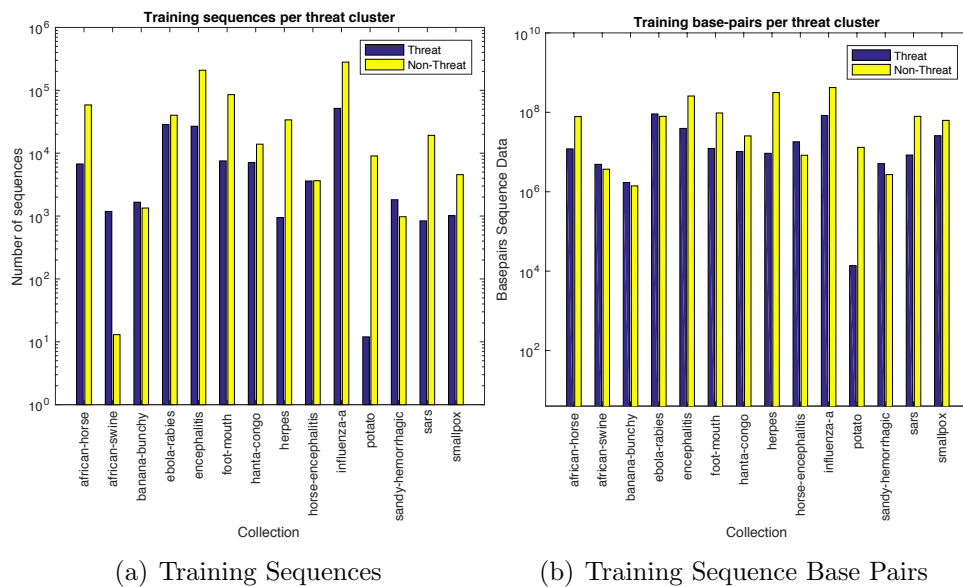 Training sequences per threat cluster
10^6
10^5
10^4
10^3
10^2
10^1
10^0
Number of sequences
Threat
Non-Threat
african-horse
african-swine
banana-bunchy
ebola-rabies
encephalitis
foot-mouth
hanta-congo
herpes
horse-encephalitis
influenza-a
potato
sandy-hemorrhagic
sars
smallpox
Collection
(a) Training Sequences
Training base-pairs per threat cluster
10^10
10^8
10^6
10^4
10^2
Basepairs Sequence Data
Threat
Non-Threat
african-horse
african-swine
banana-bunchy
ebola-rabies
encephalitis
foot-mouth
hanta-congo
herpes
horse-encephalitis
influenza-a
potato
sandy-hemorrhagic
sars
smallpox
Collection
(b) Training Sequence Base Pairs